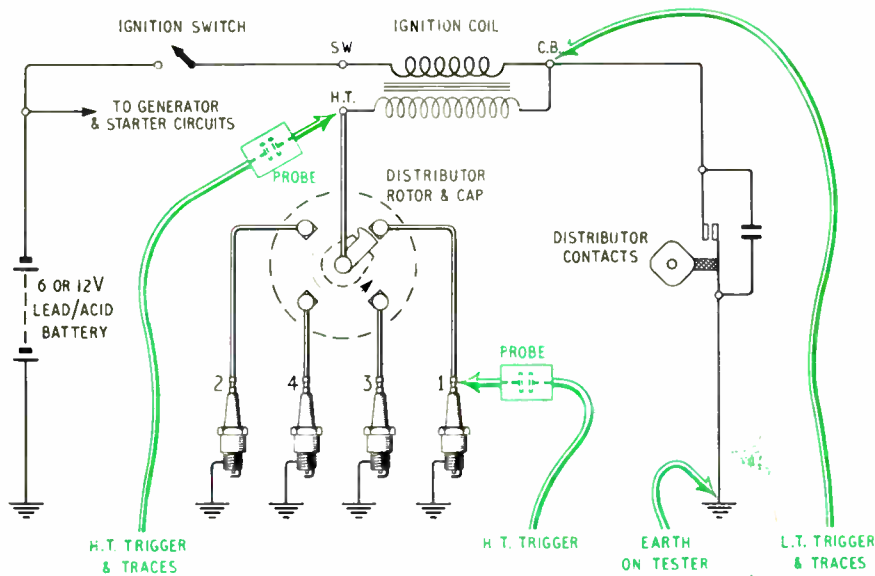 IGNITION SWITCH
SW
IGNITION COIL
C.B.
TO GENERATOR
& STARTER CIRCUITS
H.T.
PROBE
DISTRIBUTOR
ROTOR & CAP
DISTRIBUTOR
CONTACTS
6 OR 12V
LEAD/ACID
BATTERY
PROBE
2
4
3
1
H.T. TRIGGER
& TRACES
H.T. TRIGGER
EARTH
ON TESTER
L.T. TRIGGER
& TRACES